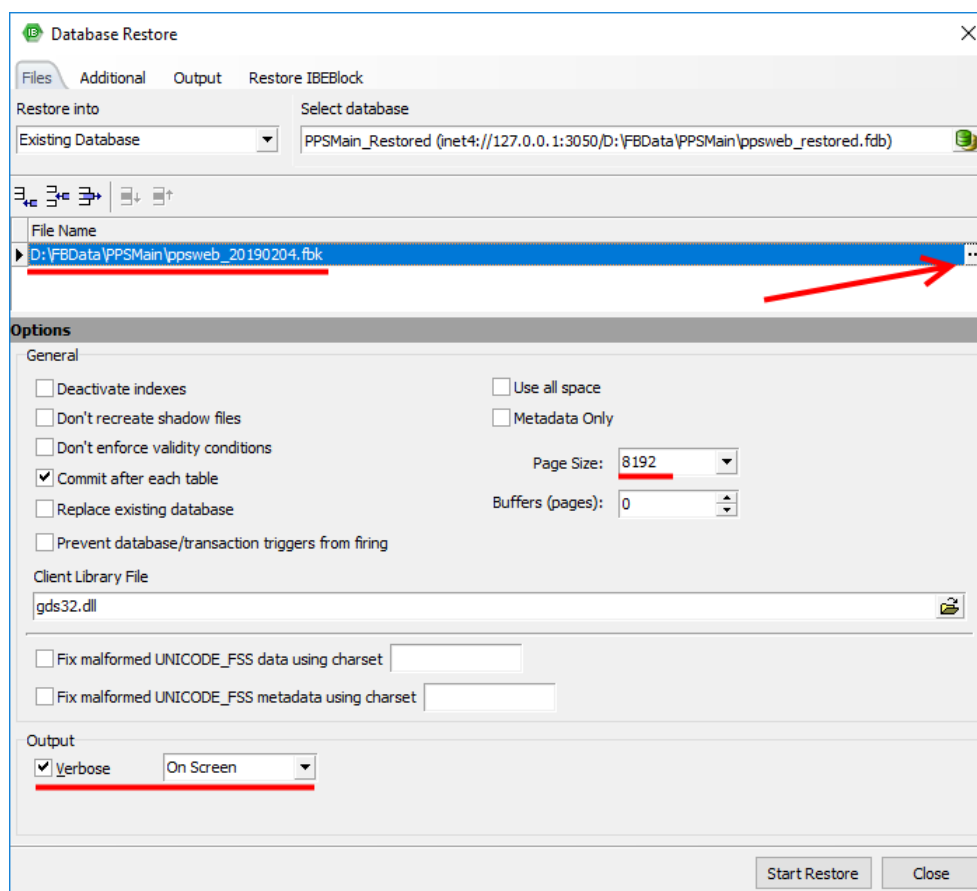 IB Database Restore
Files Additional Output Restore IBEBlock
Restore into Select database
Existing Database PPSMain_Restored (inet4://127.0.0.1:3050/D:\FBData\PPSMain\ppsweb_restored.fdb)
File Name
D:\FBData\PPSMain\ppsweb_20190204.fbk ...
Options
General
Deactivate indexes Use all space
Don't recreate shadow files Metadata Only
Don't enforce validity conditions
Page Size: 8192
Commit after each table
Replace existing database Buffers (pages): 0
Prevent database/transaction triggers from firing
Client Library File
gds32.dll
Fix malformed UNICODE_FSS data using charset
Fix malformed UNICODE_FSS metadata using charset
Output
Verbose On Screen
Start Restore Close